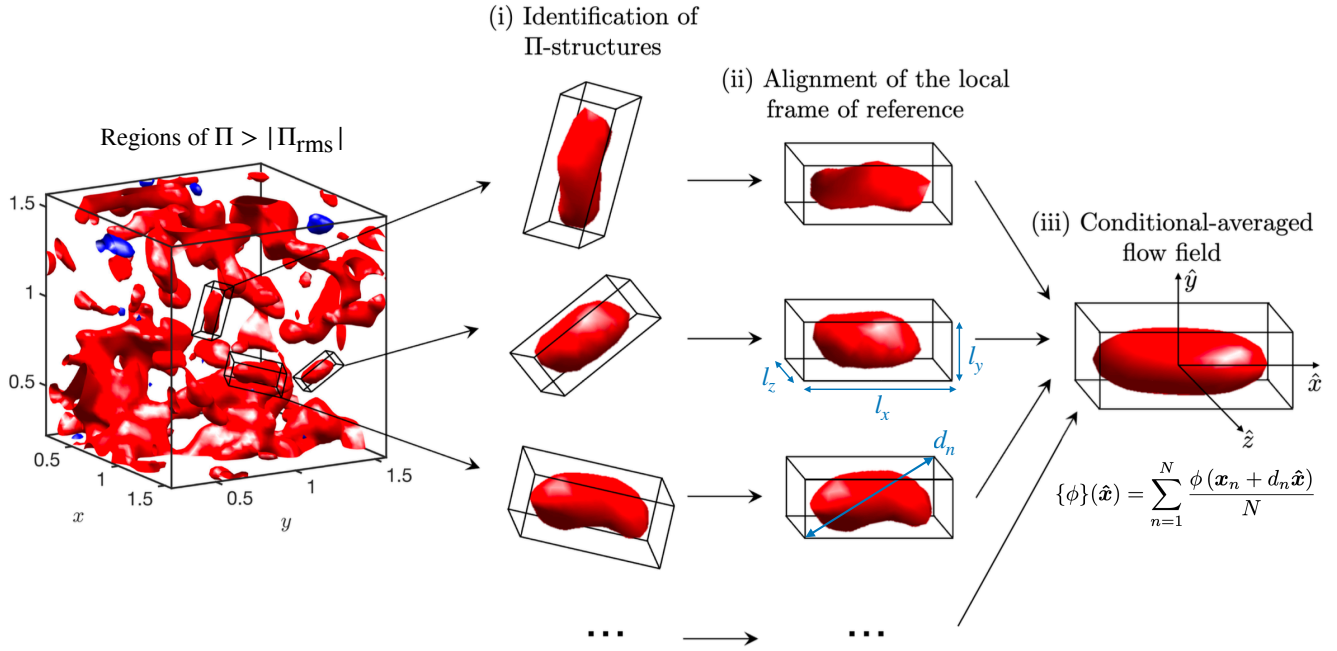 (i) Identification of
Π-structures
(ii) Alignment of the local
frame of reference
Regions of Π > |Π_rms|
(iii) Conditional-averaged
flow field
1.5
1
0.5
0.5
1
1.5
x
0.5
1
1.5
y
l_z
l_x
l_y
d_n
ŷ
x̂
ẑ
{ϕ}(x̂) = ∑_{n=1}^{N} ϕ (x_n + d_n x̂) / N
...
...